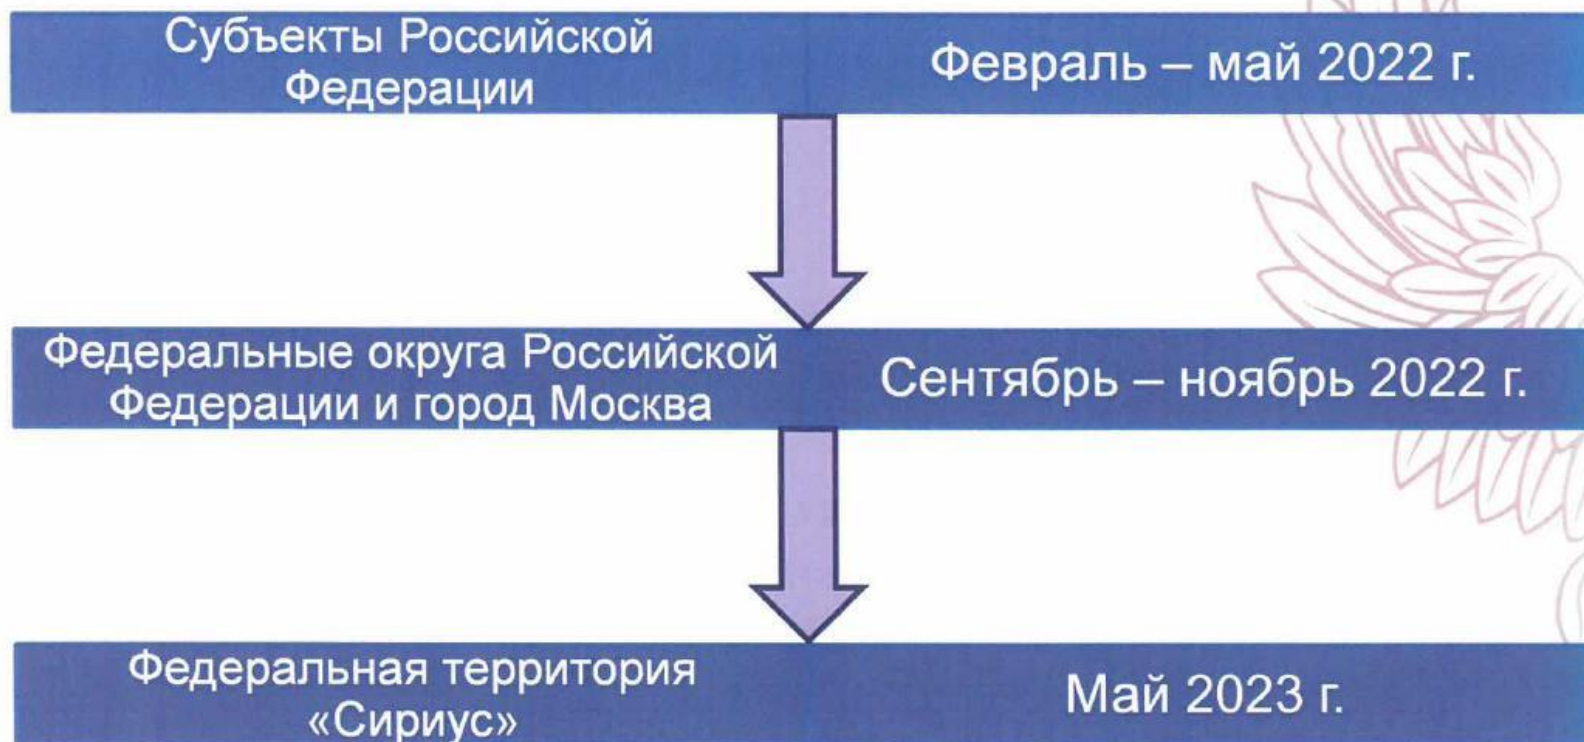 Субъекты Российской
Федерации
Февраль – май 2022 г.
Федеральные округа Российской
Федерации и город Москва
Сентябрь – ноябрь 2022 г.
Федеральная территория
«Сириус»
Май 2023 г.